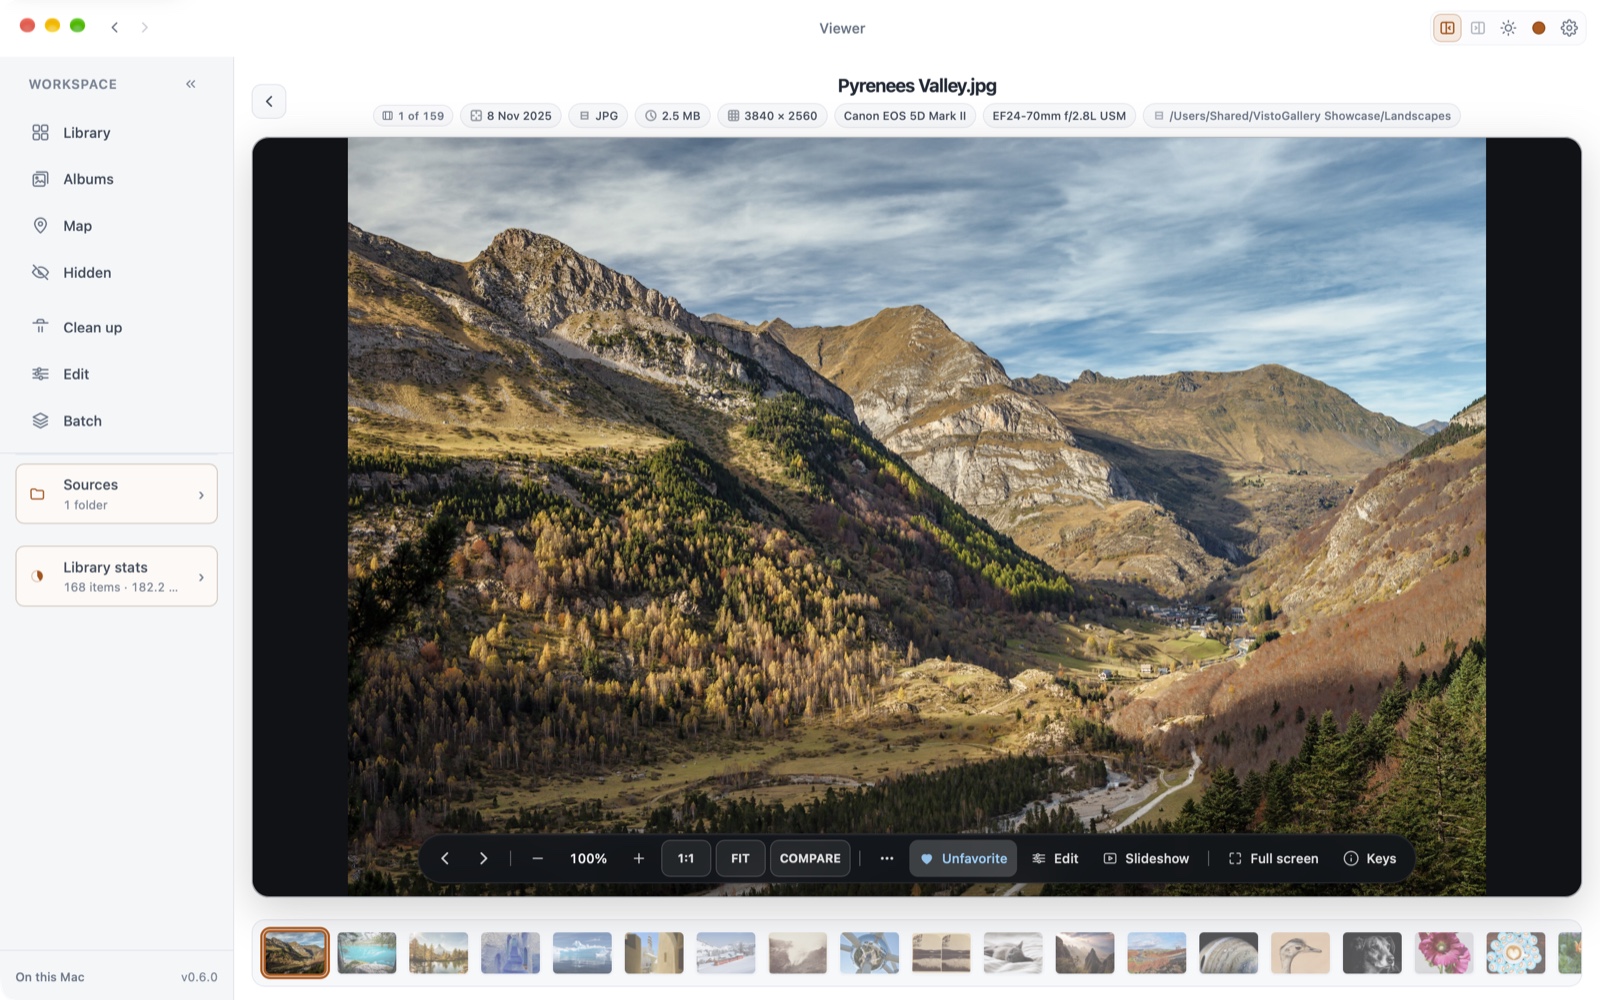 Viewer
WORKSPACE
Library
Albums
Map
Hidden
Clean up
Edit
Batch
Sources
1 folder
Library stats
168 items · 182.2 ...
On this Mac
v0.6.0
Pyrenees Valley.jpg
1 of 159
8 Nov 2025
JPG
2.5 MB
3840 × 2560
Canon EOS 5D Mark II
EF24-70mm f/2.8L USM
/Users/Shared/VistoGallery Showcase/Landscapes
100%
1:1
FIT
COMPARE
Unfavorite
Edit
Slideshow
Full screen
Keys